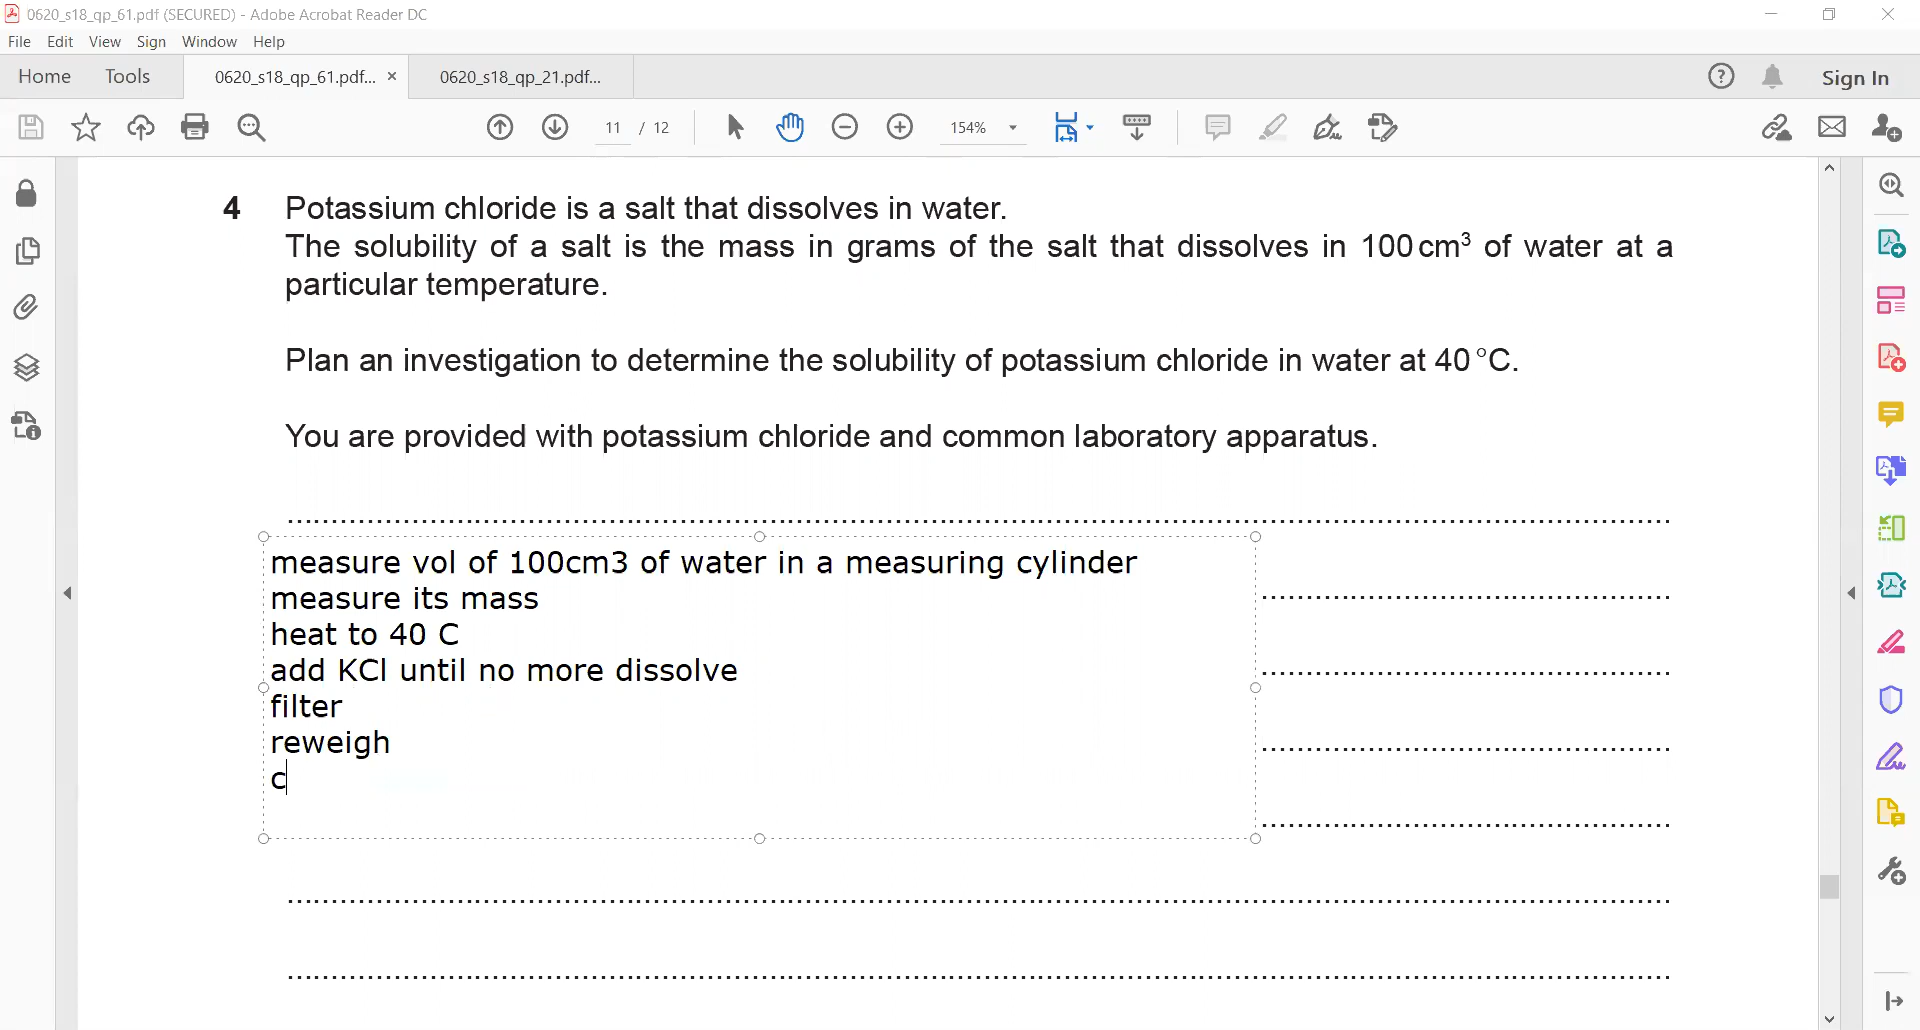 0620_s18_qp_61.pdf (SECURED) - Adobe Acrobat Reader DC
File Edit View Sign Window Help
Home Tools 0620_s18_qp_61.pdf... × 0620_s18_qp_21.pdf... Sign In
11 / 12 154%
4 Potassium chloride is a salt that dissolves in water.
The solubility of a salt is the mass in grams of the salt that dissolves in 100 cm³ of water at a
particular temperature.
Plan an investigation to determine the solubility of potassium chloride in water at 40 °C.
You are provided with potassium chloride and common laboratory apparatus.
measure vol of 100cm3 of water in a measuring cylinder
measure its mass
heat to 40 C
add KCl until no more dissolve
filter
reweigh
c